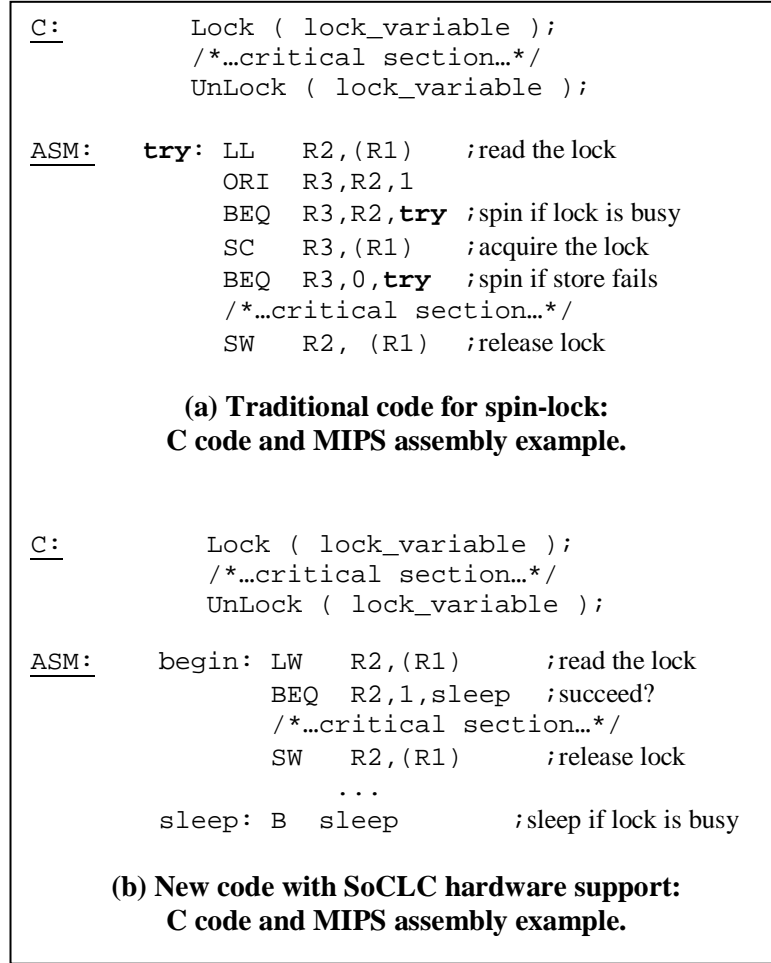 C: Lock ( lock_variable );
/*…critical section…*/
UnLock ( lock_variable );
ASM: try: LL R2,(R1) ;read the lock
ORI R3,R2,1
BEQ R3,R2,try ;spin if lock is busy
SC R3,(R1) ;acquire the lock
BEQ R3,0,try ;spin if store fails
/*…critical section…*/
SW R2, (R1) ;release lock
(a) Traditional code for spin-lock:
C code and MIPS assembly example.
C: Lock ( lock_variable );
/*…critical section…*/
UnLock ( lock_variable );
ASM: begin: LW R2,(R1) ;read the lock
BEQ R2,1,sleep ;succeed?
/*…critical section…*/
SW R2,(R1) ;release lock
...
sleep: B sleep ;sleep if lock is busy
(b) New code with SoCLC hardware support:
C code and MIPS assembly example.